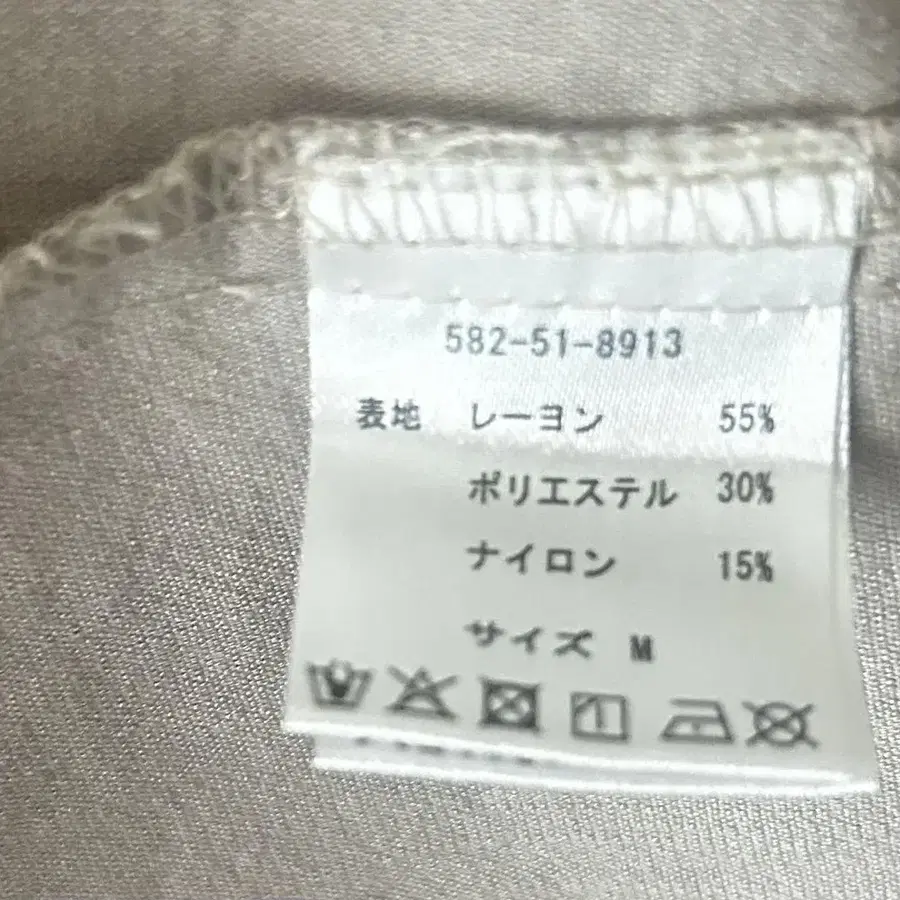 582-51-8913
表地 レーヨン 55%
ポリエステル 30%
ナイロン 15%
サイズ M